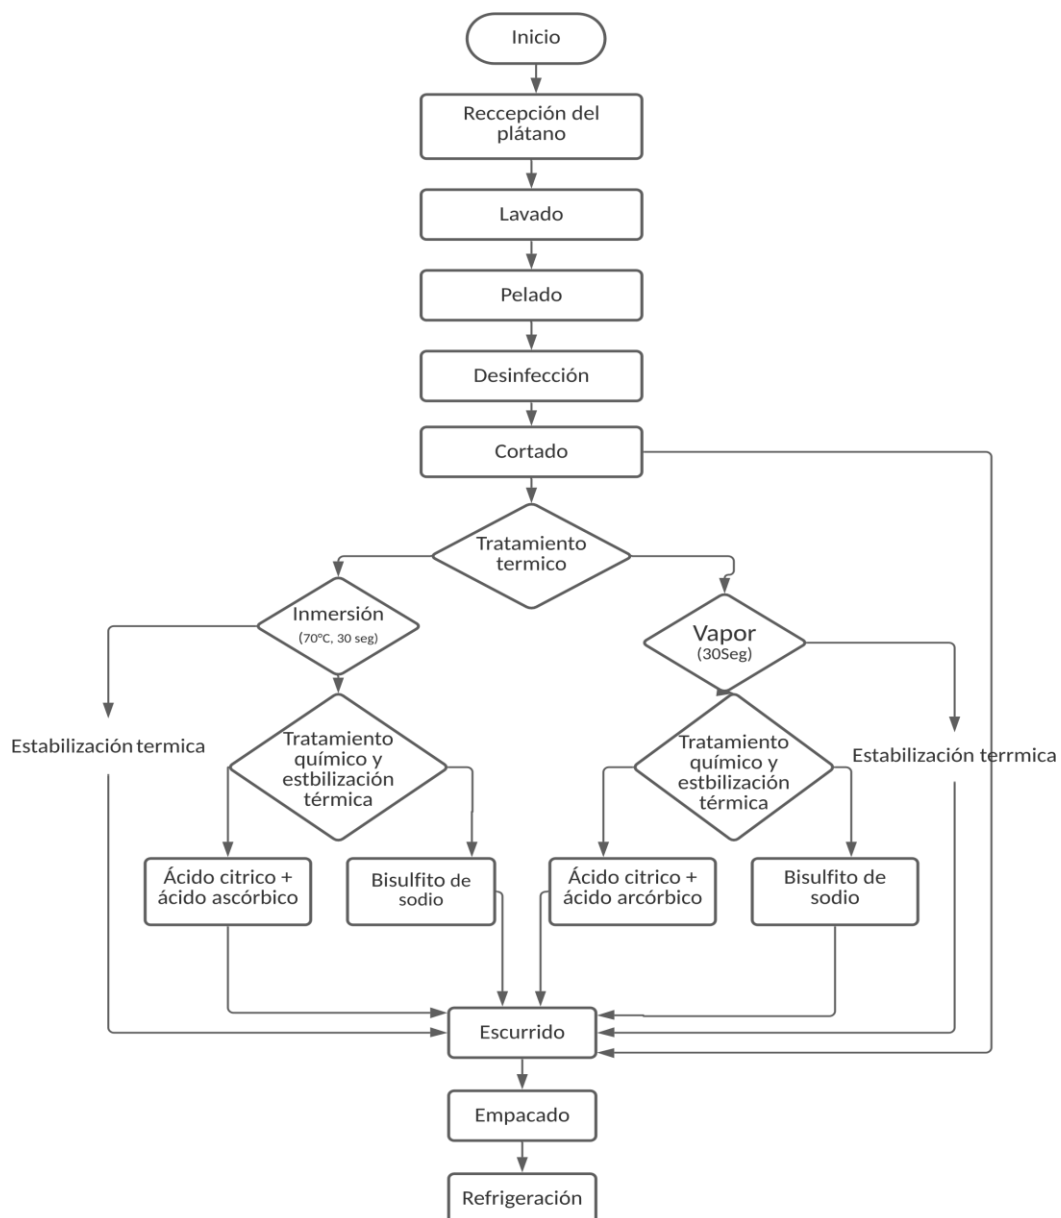 Inicio
Reccepción del
plátano
Lavado
Pelado
Desinfección
Cortado
Tratamiento
termico
Inmersión
(70°C, 30 seg)
Vapor
(30Seg)
Estabilización termica
Tratamiento
químico y
estbilización
térmica
Tratamiento
químico y
estbilización
térmica
Estabilización terrmica
Ácido citrico +
ácido ascórbico
Bisulfito de
sodio
Ácido citrico +
ácido arcórbico
Bisulfito de
sodio
Escurrido
Empacado
Refrigeración